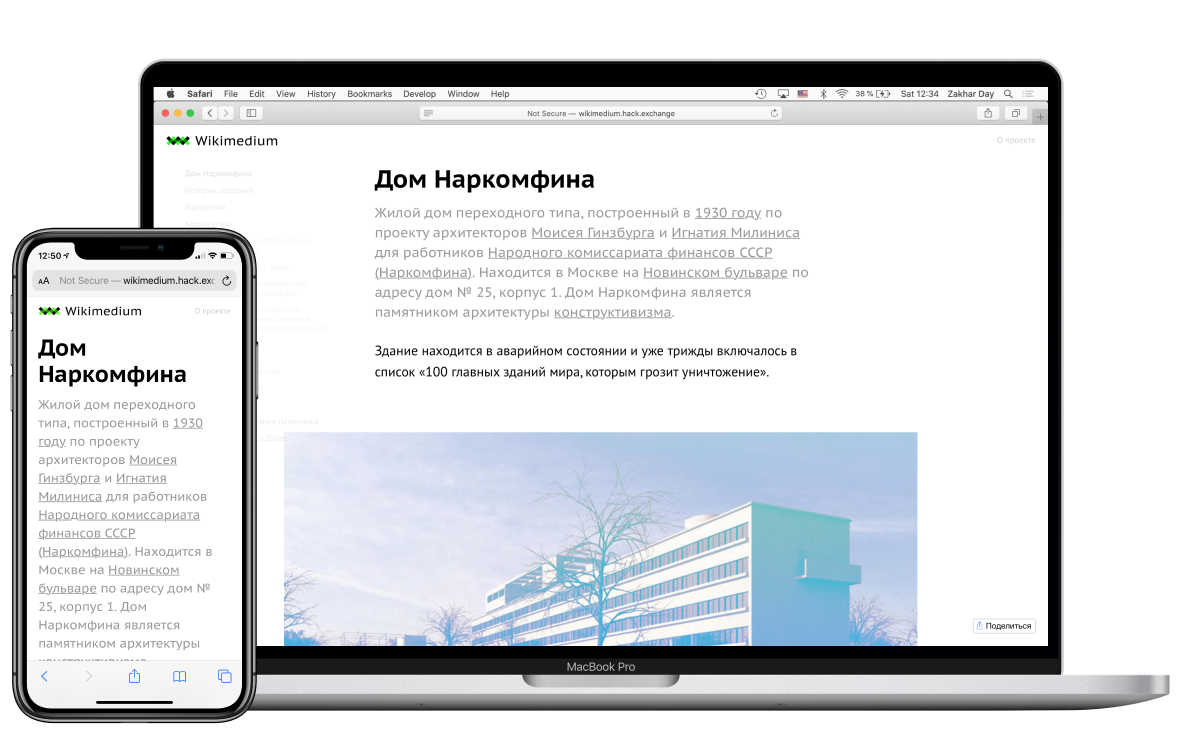 Safari File Edit View History Bookmarks Develop Window Help 38 % Sat 12:34 Zakhar Day
Not Secure — wikimedium.hack.exchange
Wikimedium
О проекте
Дом Наркомфина
История создания
Дом Наркомфина
Жилой дом переходного типа, построенный в 1930 году по
проекту архитекторов Моисея Гинзбурга и Игнатия Милиниса
для работников Народного комиссариата финансов СССР
(Наркомфина). Находится в Москве на Новинском бульваре по
адресу дом № 25, корпус 1. Дом Наркомфина является
памятником архитектуры конструктивизма.
Здание находится в аварийном состоянии и уже трижды включалось в
список «100 главных зданий мира, которым грозит уничтожение».
Поделиться
MacBook Pro
12:50
AA Not Secure — wikimedium.hack.exc
Wikimedium
О проекте
Дом
Наркомфина
Жилой дом переходного
типа, построенный в 1930
году по проекту
архитекторов Моисея
Гинзбурга и Игнатия
Милиниса для работников
Народного комиссариата
финансов СССР
(Наркомфина). Находится в
Москве на Новинском
бульваре по адресу дом №
25, корпус 1. Дом
Наркомфина является
памятником архитектуры
конструктивизма.